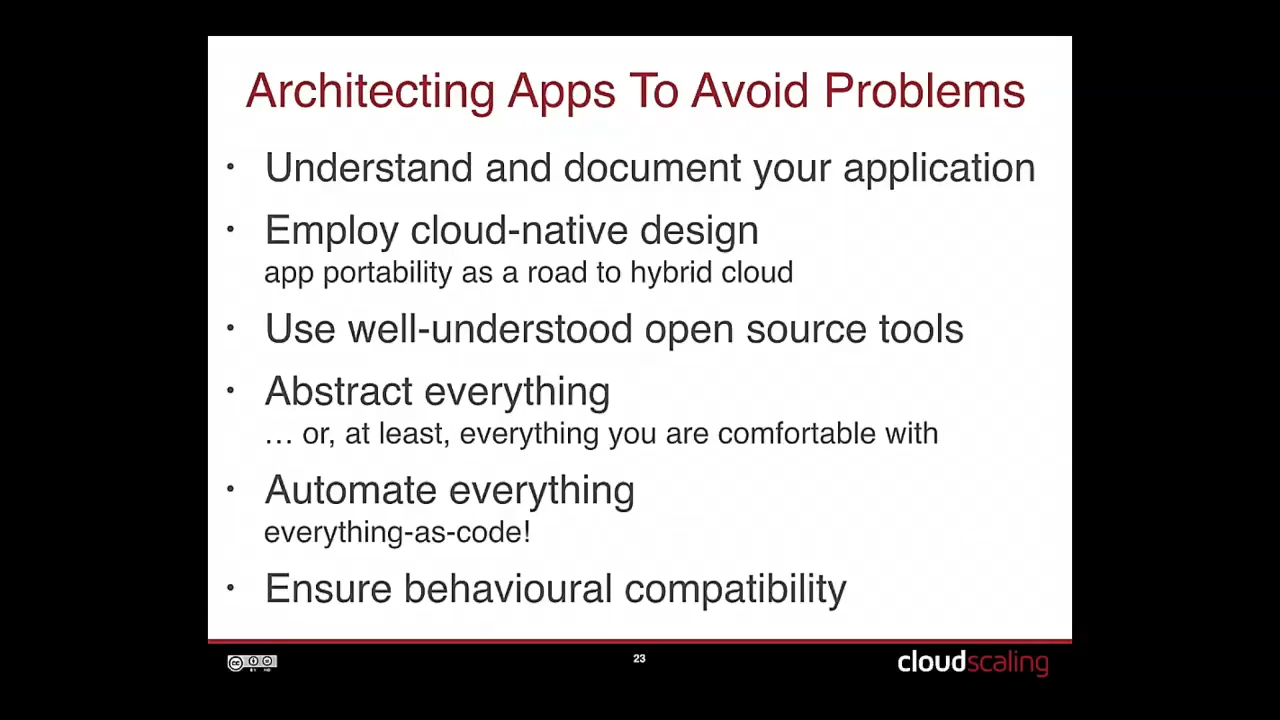 Architecting Apps To Avoid Problems
• Understand and document your application
• Employ cloud-native design
app portability as a road to hybrid cloud
• Use well-understood open source tools
• Abstract everything
… or, at least, everything you are comfortable with
• Automate everything
everything-as-code!
• Ensure behavioural compatibility
23
cloudscaling